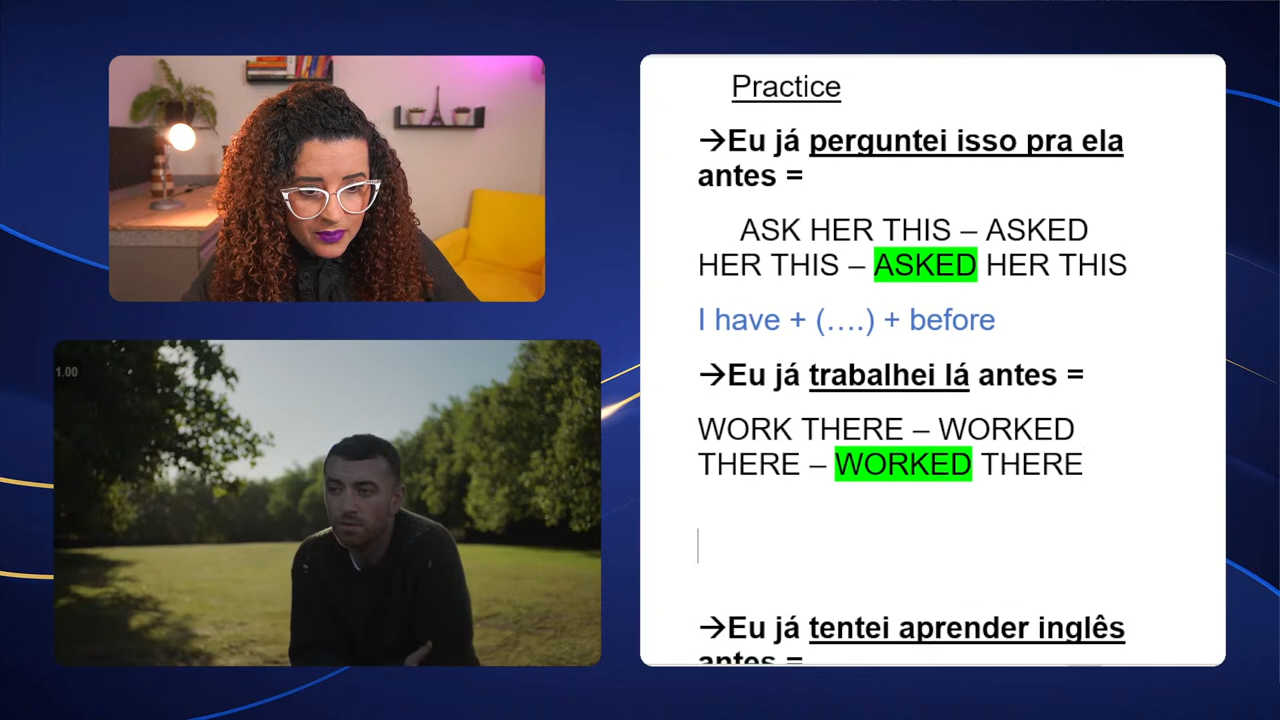 Practice
→Eu já perguntei isso pra ela
antes =
ASK HER THIS – ASKED
HER THIS – ASKED HER THIS
I have + (....) + before
→Eu já trabalhei lá antes =
WORK THERE – WORKED
THERE – WORKED THERE
→Eu já tentei aprender inglês
antes =
1.00